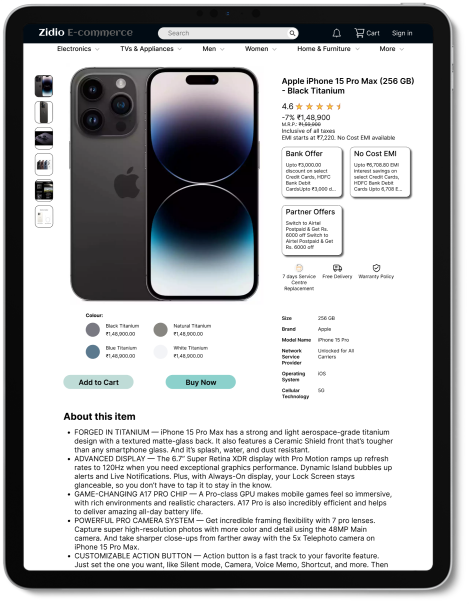 Zidio E-commerce
Search
Cart
Sign in
Electronics
TVs & Appliances
Men
Women
Home & Furniture
More
Apple iPhone 15 Pro Max (256 GB)
- Black Titanium
4.6
-7% ₹1,48,900
M.R.P.: ₹1,59,900
Inclusive of all taxes
EMI starts at ₹7,220. No Cost EMI available
Bank Offer
Upto ₹3,000.00
discount on select
Credit Cards, HDFC
Bank Debit
CardsUpto ₹3,000 d...
No Cost EMI
Upto ₹6,708.80 EMI
interest savings on
select Credit
Cards, HDFC Bank
Debit
Cards Upto 6,708 E...
Partner Offers
Switch to Airtel
Postpaid & Get Rs.
6000 off Switch to
Airtel Postpaid & Get
Rs. 6000 off
7 days Service
Centre
Replacement
Free Delivery
Warranty Policy
Colour:
Black Titanium
₹1,48,900.00
Natural Titanium
₹1,48,900.00
Blue Titanium
₹1,48,900.00
White Titanium
₹1,48,900.00
Add to Cart
Buy Now
Size 256 GB
Brand Apple
Model Name iPhone 15 Pro
Network Unlocked for All
Service Carriers
Provider
Operating iOS
System
Cellular 5G
Technology
About this item
• FORGED IN TITANIUM — iPhone 15 Pro Max has a strong and light aerospace-grade titanium
design with a textured matte-glass back. It also features a Ceramic Shield front that's tougher
than any smartphone glass. And it's splash, water, and dust resistant.
• ADVANCED DISPLAY — The 6.7" Super Retina XDR display with Pro Motion ramps up refresh
rates to 120Hz when you need exceptional graphics performance. Dynamic Island bubbles up
alerts and Live Notifications. Plus, with Always-On display, your Lock Screen stays
glanceable, so you don't have to tap it to stay in the know.
• GAME-CHANGING A17 PRO CHIP — A Pro-class GPU makes mobile games feel so immersive,
with rich environments and realistic characters. A17 Pro is also incredibly efficient and helps
to deliver amazing all-day battery life.
• POWERFUL PRO CAMERA SYSTEM — Get incredible framing flexibility with 7 pro lenses.
Capture super high-resolution photos with more color and detail using the 48MP Main
camera. And take sharper close-ups from farther away with the 5x Telephoto camera on
iPhone 15 Pro Max.
• CUSTOMIZABLE ACTION BUTTON — Action button is a fast track to your favorite feature.
Just set the one you want, like Silent mode, Camera, Voice Memo, Shortcut, and more. Then